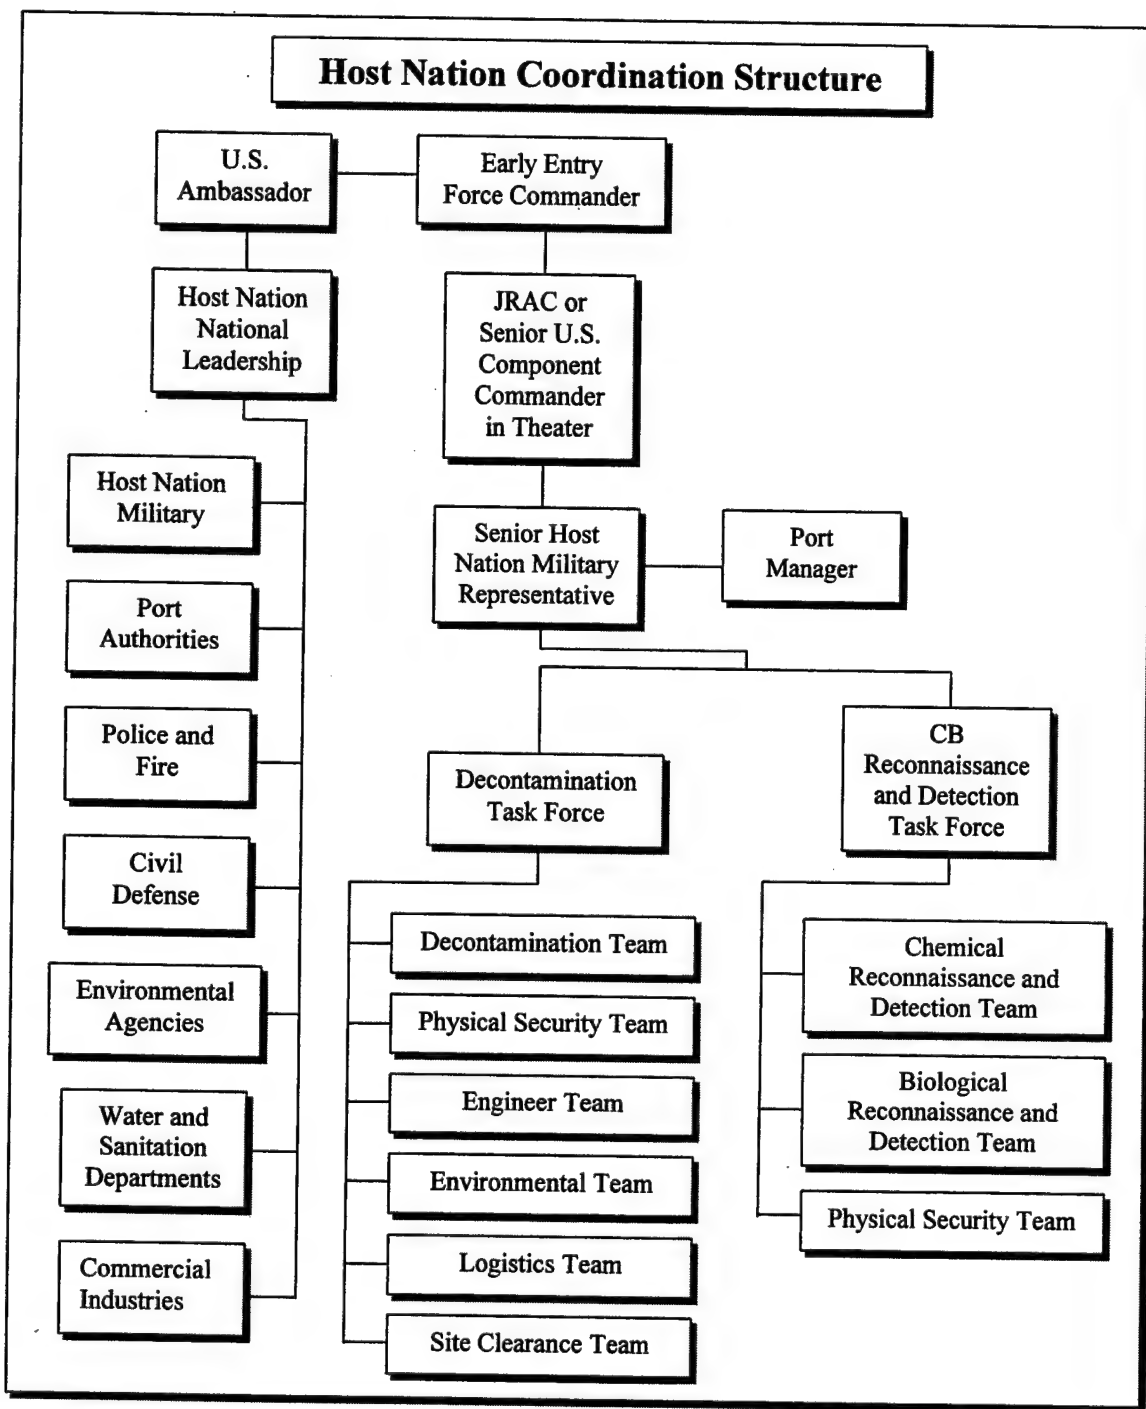 Host Nation Coordination Structure
U.S.
Ambassador
Early Entry
Force Commander
Host Nation
National
Leadership
JRAC or
Senior U.S.
Component
Commander
in Theater
Host Nation
Military
Senior Host
Nation Military
Representative
Port
Manager
Port
Authorities
Police and
Fire
Civil
Defense
Environmental
Agencies
Water and
Sanitation
Departments
Commercial
Industries
Decontamination
Task Force
Decontamination Team
Physical Security Team
Engineer Team
Environmental Team
Logistics Team
Site Clearance Team
CB
Reconnaissance
and Detection
Task Force
Chemical
Reconnaissance and
Detection Team
Biological
Reconnaissance and
Detection Team
Physical Security Team